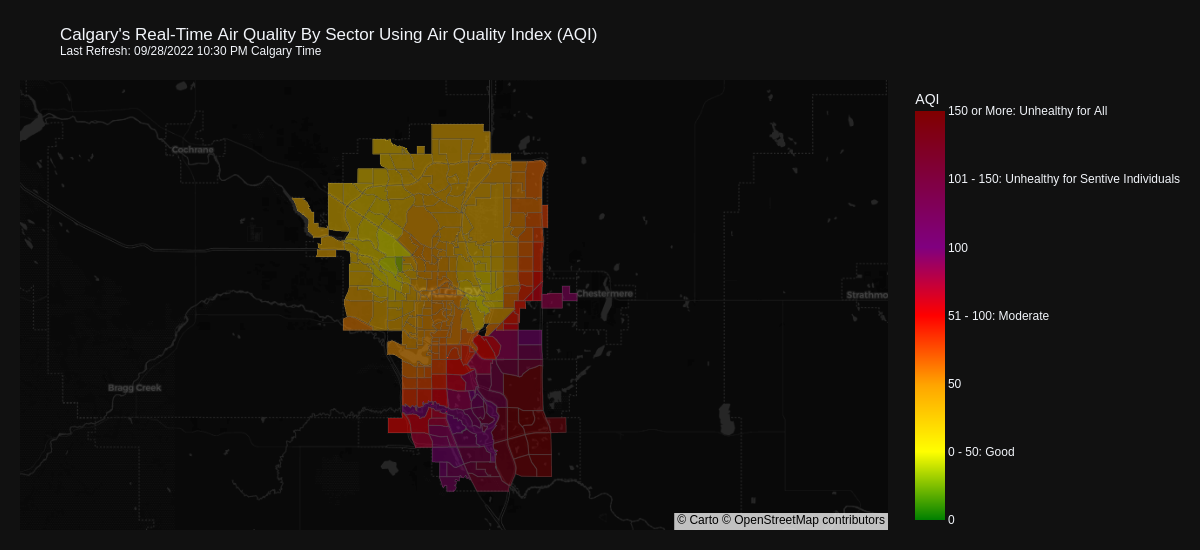 Calgary's Real-Time Air Quality By Sector Using Air Quality Index (AQI)
Last Refresh: 09/28/2022 10:30 PM Calgary Time
AQI
150 or More: Unhealthy for All
101 - 150: Unhealthy for Sentive Individuals
100
51 - 100: Moderate
50
0 - 50: Good
0
Cochrane
CALGARY
Chestermere
Strathmo
Bragg Creek
© Carto © OpenStreetMap contributors